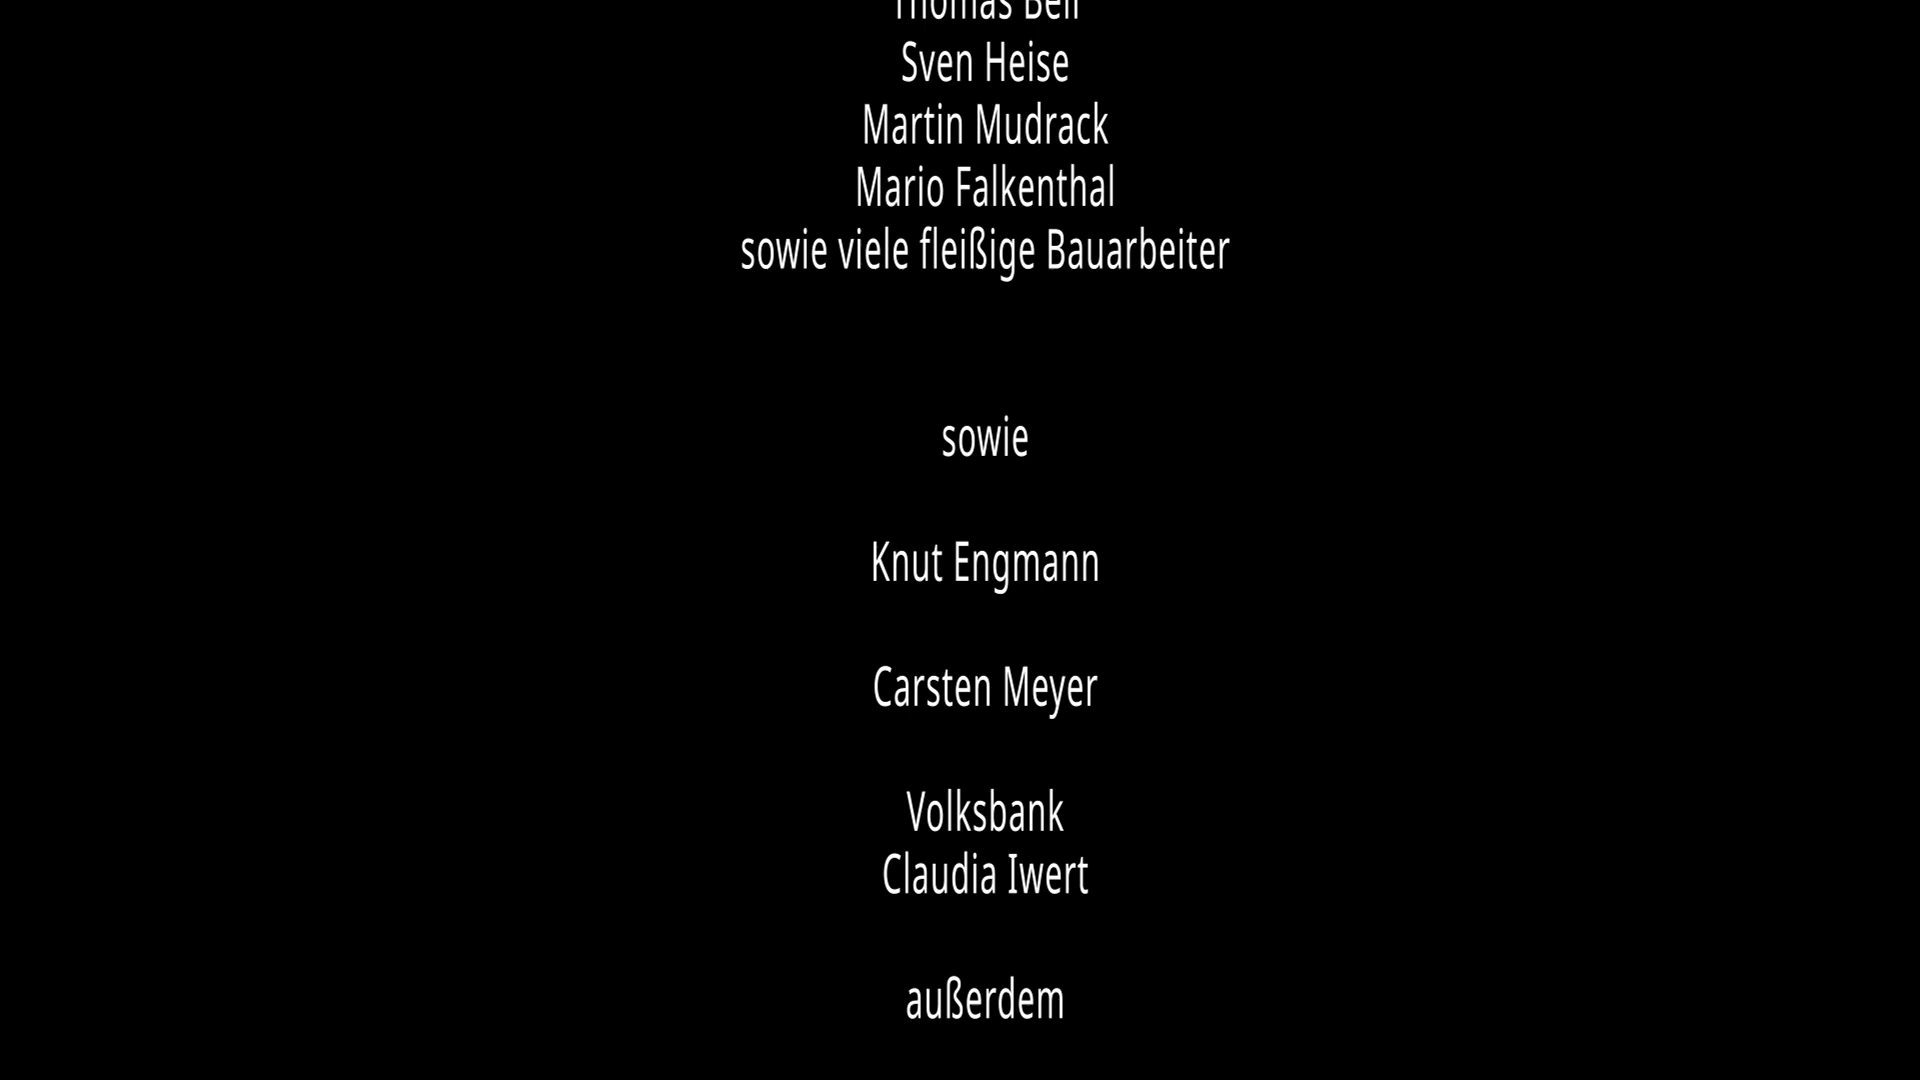 Thomas
Sven Heise
Martin Mudrack
Mario Falkenthal
sowie viele fleißige Bauarbeiter
sowie
Knut Engmann
Carsten Meyer
Volksbank
Claudia Iwert
außerdem